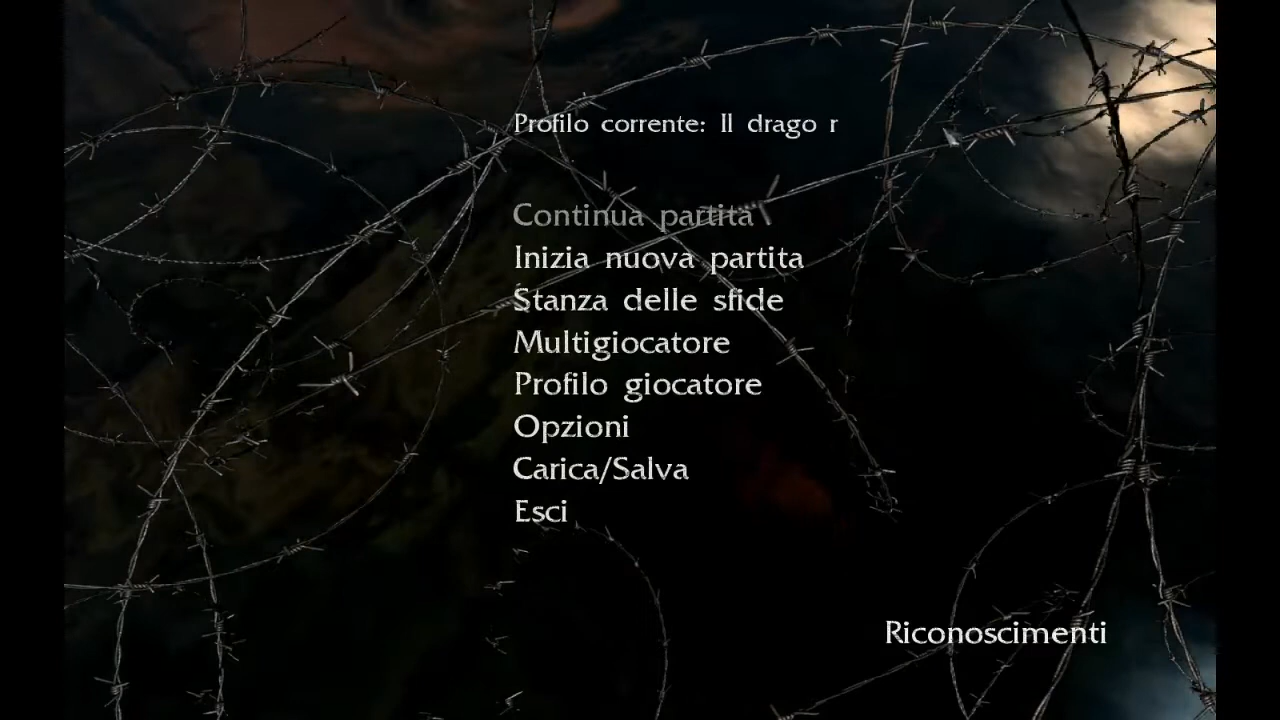 Profilo corrente: Il drago r
Continua partita
Inizia nuova partita
Stanza delle sfide
Multigiocatore
Profilo giocatore
Opzioni
Carica/Salva
Esci
Riconoscimenti